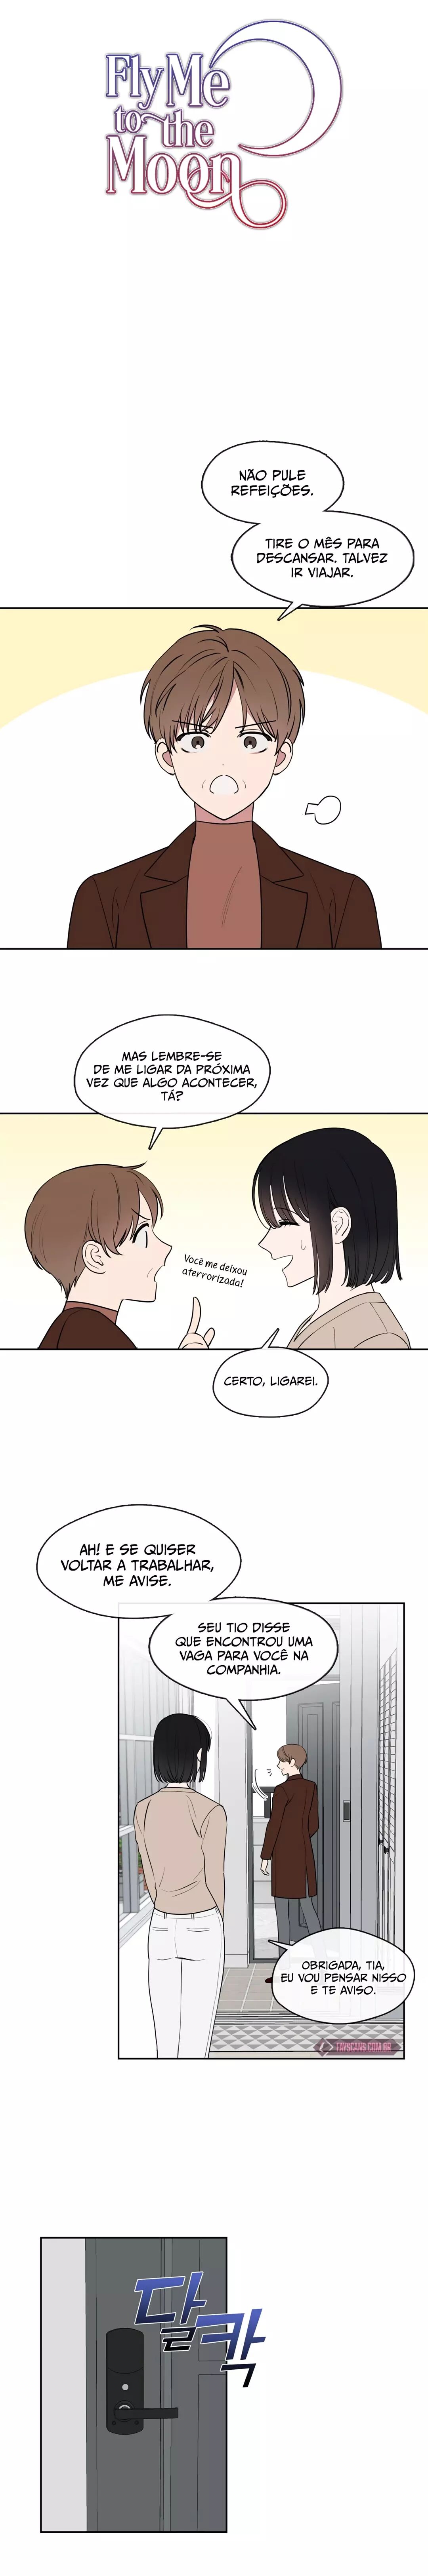 Fly Me
to the
Moon
NÃO PULE
REFEIÇÕES.
TIRE O MÊS PARA
DESCANSAR. TALVEZ
IR VIAJAR.
MAS LEMBRE-SE
DE ME LIGAR DA PRÓXIMA
VEZ QUE ALGO ACONTECER,
TÁ?
Você me deixou
aterrorizada!
CERTO, LIGAREI.
AH! E SE QUISER
VOLTAR A TRABALHAR,
ME AVISE.
SEU TIO DISSE
QUE ENCONTROU UMA
VAGA PARA VOCÊ NA
COMPANHIA.
OBRIGADA, TIA,
EU VOU PENSAR NISSO
E TE AVISO.
달칵